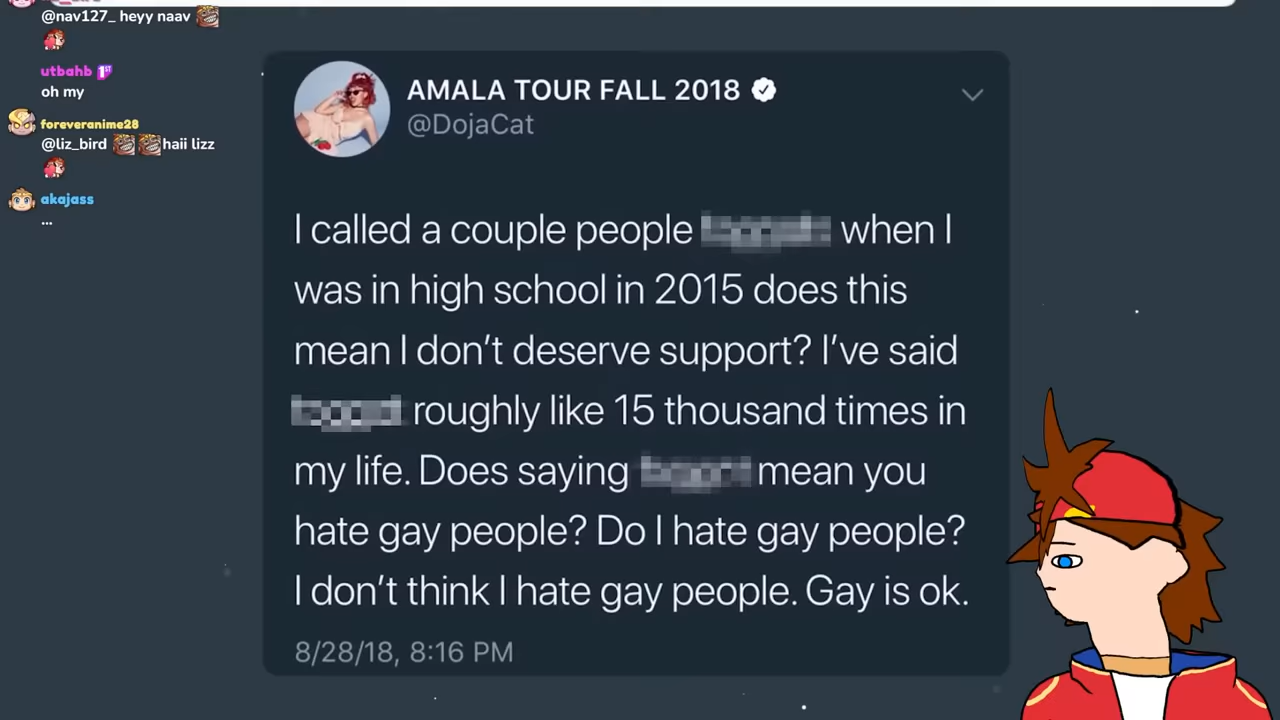 @nav127_ heyy naav
utbahb 1ST
oh my
foreveranime28
@liz_bird haii lizz
akajass
...
AMALA TOUR FALL 2018
@DojaCat
I called a couple people when I
was in high school in 2015 does this
mean I don't deserve support? I've said
roughly like 15 thousand times in
my life. Does saying mean you
hate gay people? Do I hate gay people?
I don't think I hate gay people. Gay is ok.
8/28/18, 8:16 PM